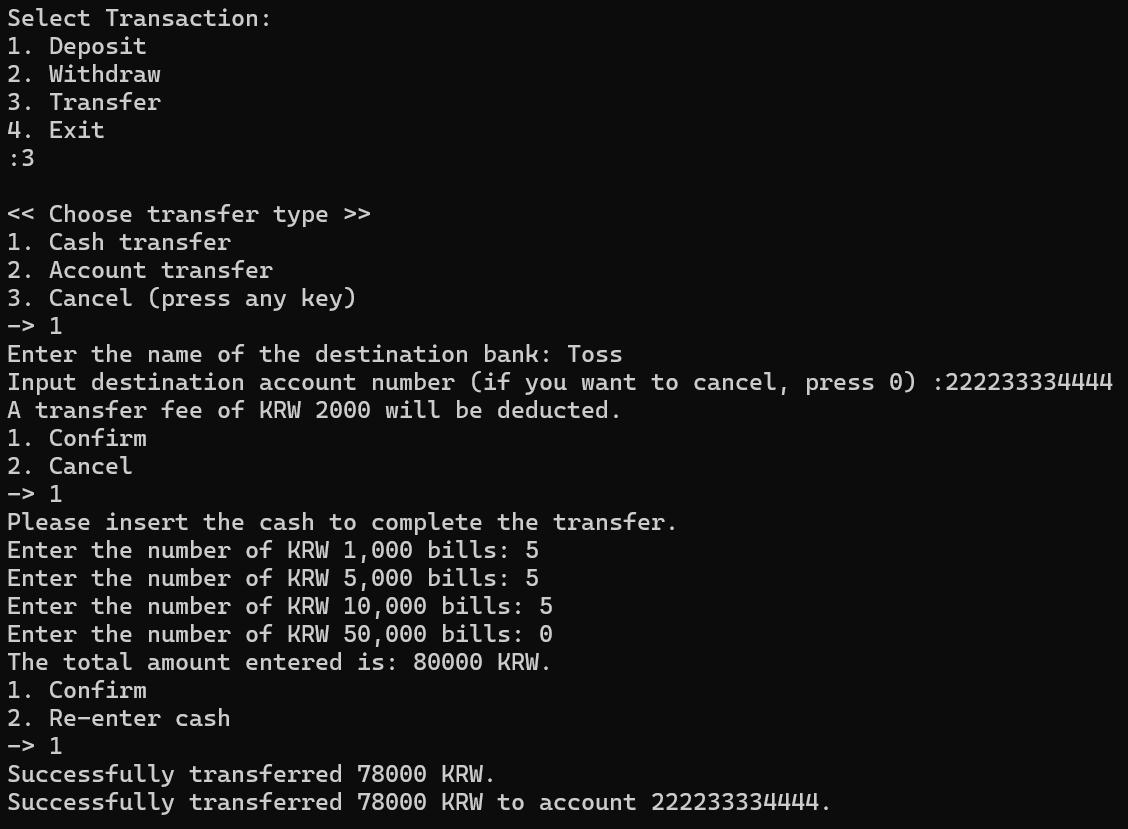 Select Transaction:
1. Deposit
2. Withdraw
3. Transfer
4. Exit
:3
<< Choose transfer type >>
1. Cash transfer
2. Account transfer
3. Cancel (press any key)
-> 1
Enter the name of the destination bank: Toss
Input destination account number (if you want to cancel, press 0) :222233334444
A transfer fee of KRW 2000 will be deducted.
1. Confirm
2. Cancel
-> 1
Please insert the cash to complete the transfer.
Enter the number of KRW 1,000 bills: 5
Enter the number of KRW 5,000 bills: 5
Enter the number of KRW 10,000 bills: 5
Enter the number of KRW 50,000 bills: 0
The total amount entered is: 80000 KRW.
1. Confirm
2. Re-enter cash
-> 1
Successfully transferred 78000 KRW.
Successfully transferred 78000 KRW to account 222233334444.